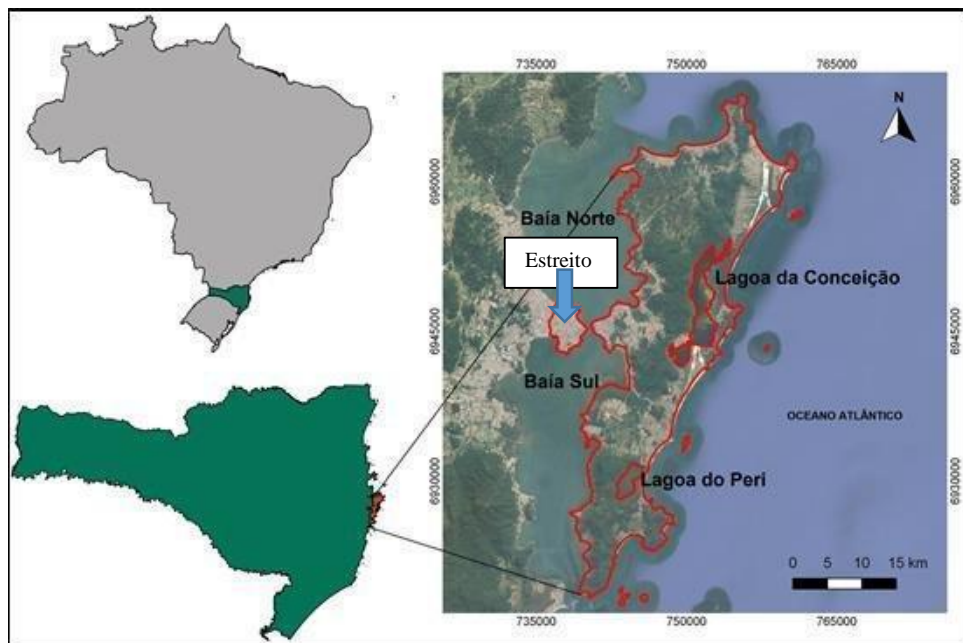 735000 750000 765000
N
6960000 6960000
Baía Norte
Estreito
Lagoa da Conceição
6945000 6945000
Baía Sul
OCEANO ATLÂNTICO
Lagoa do Peri
6930000 6930000
0 5 10 15 km
735000 750000 765000